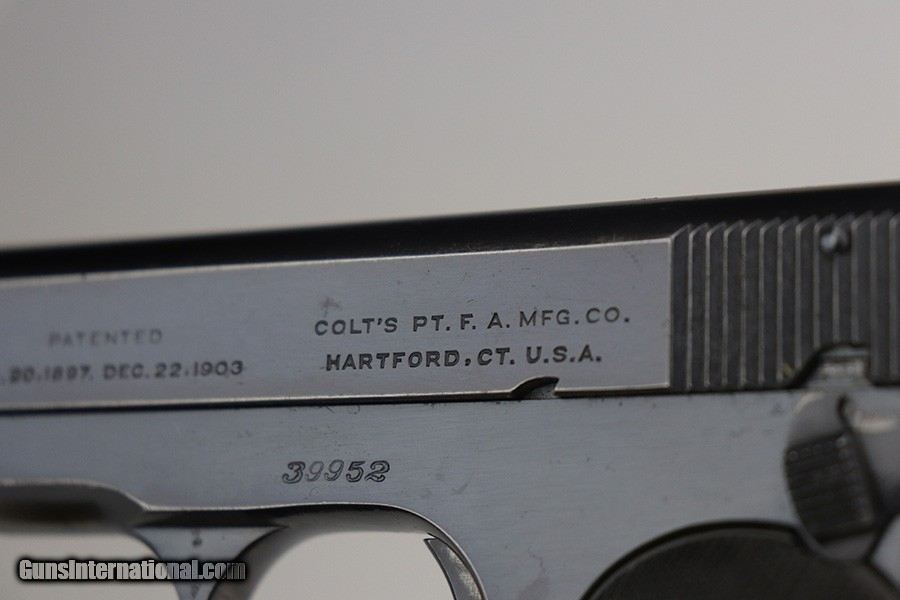 PATENTED
20.1897. DEC.22.1903
COLT'S PT. F. A. MFG. CO.
HARTFORD, CT. U.S.A.
39952
GunsInternational.com